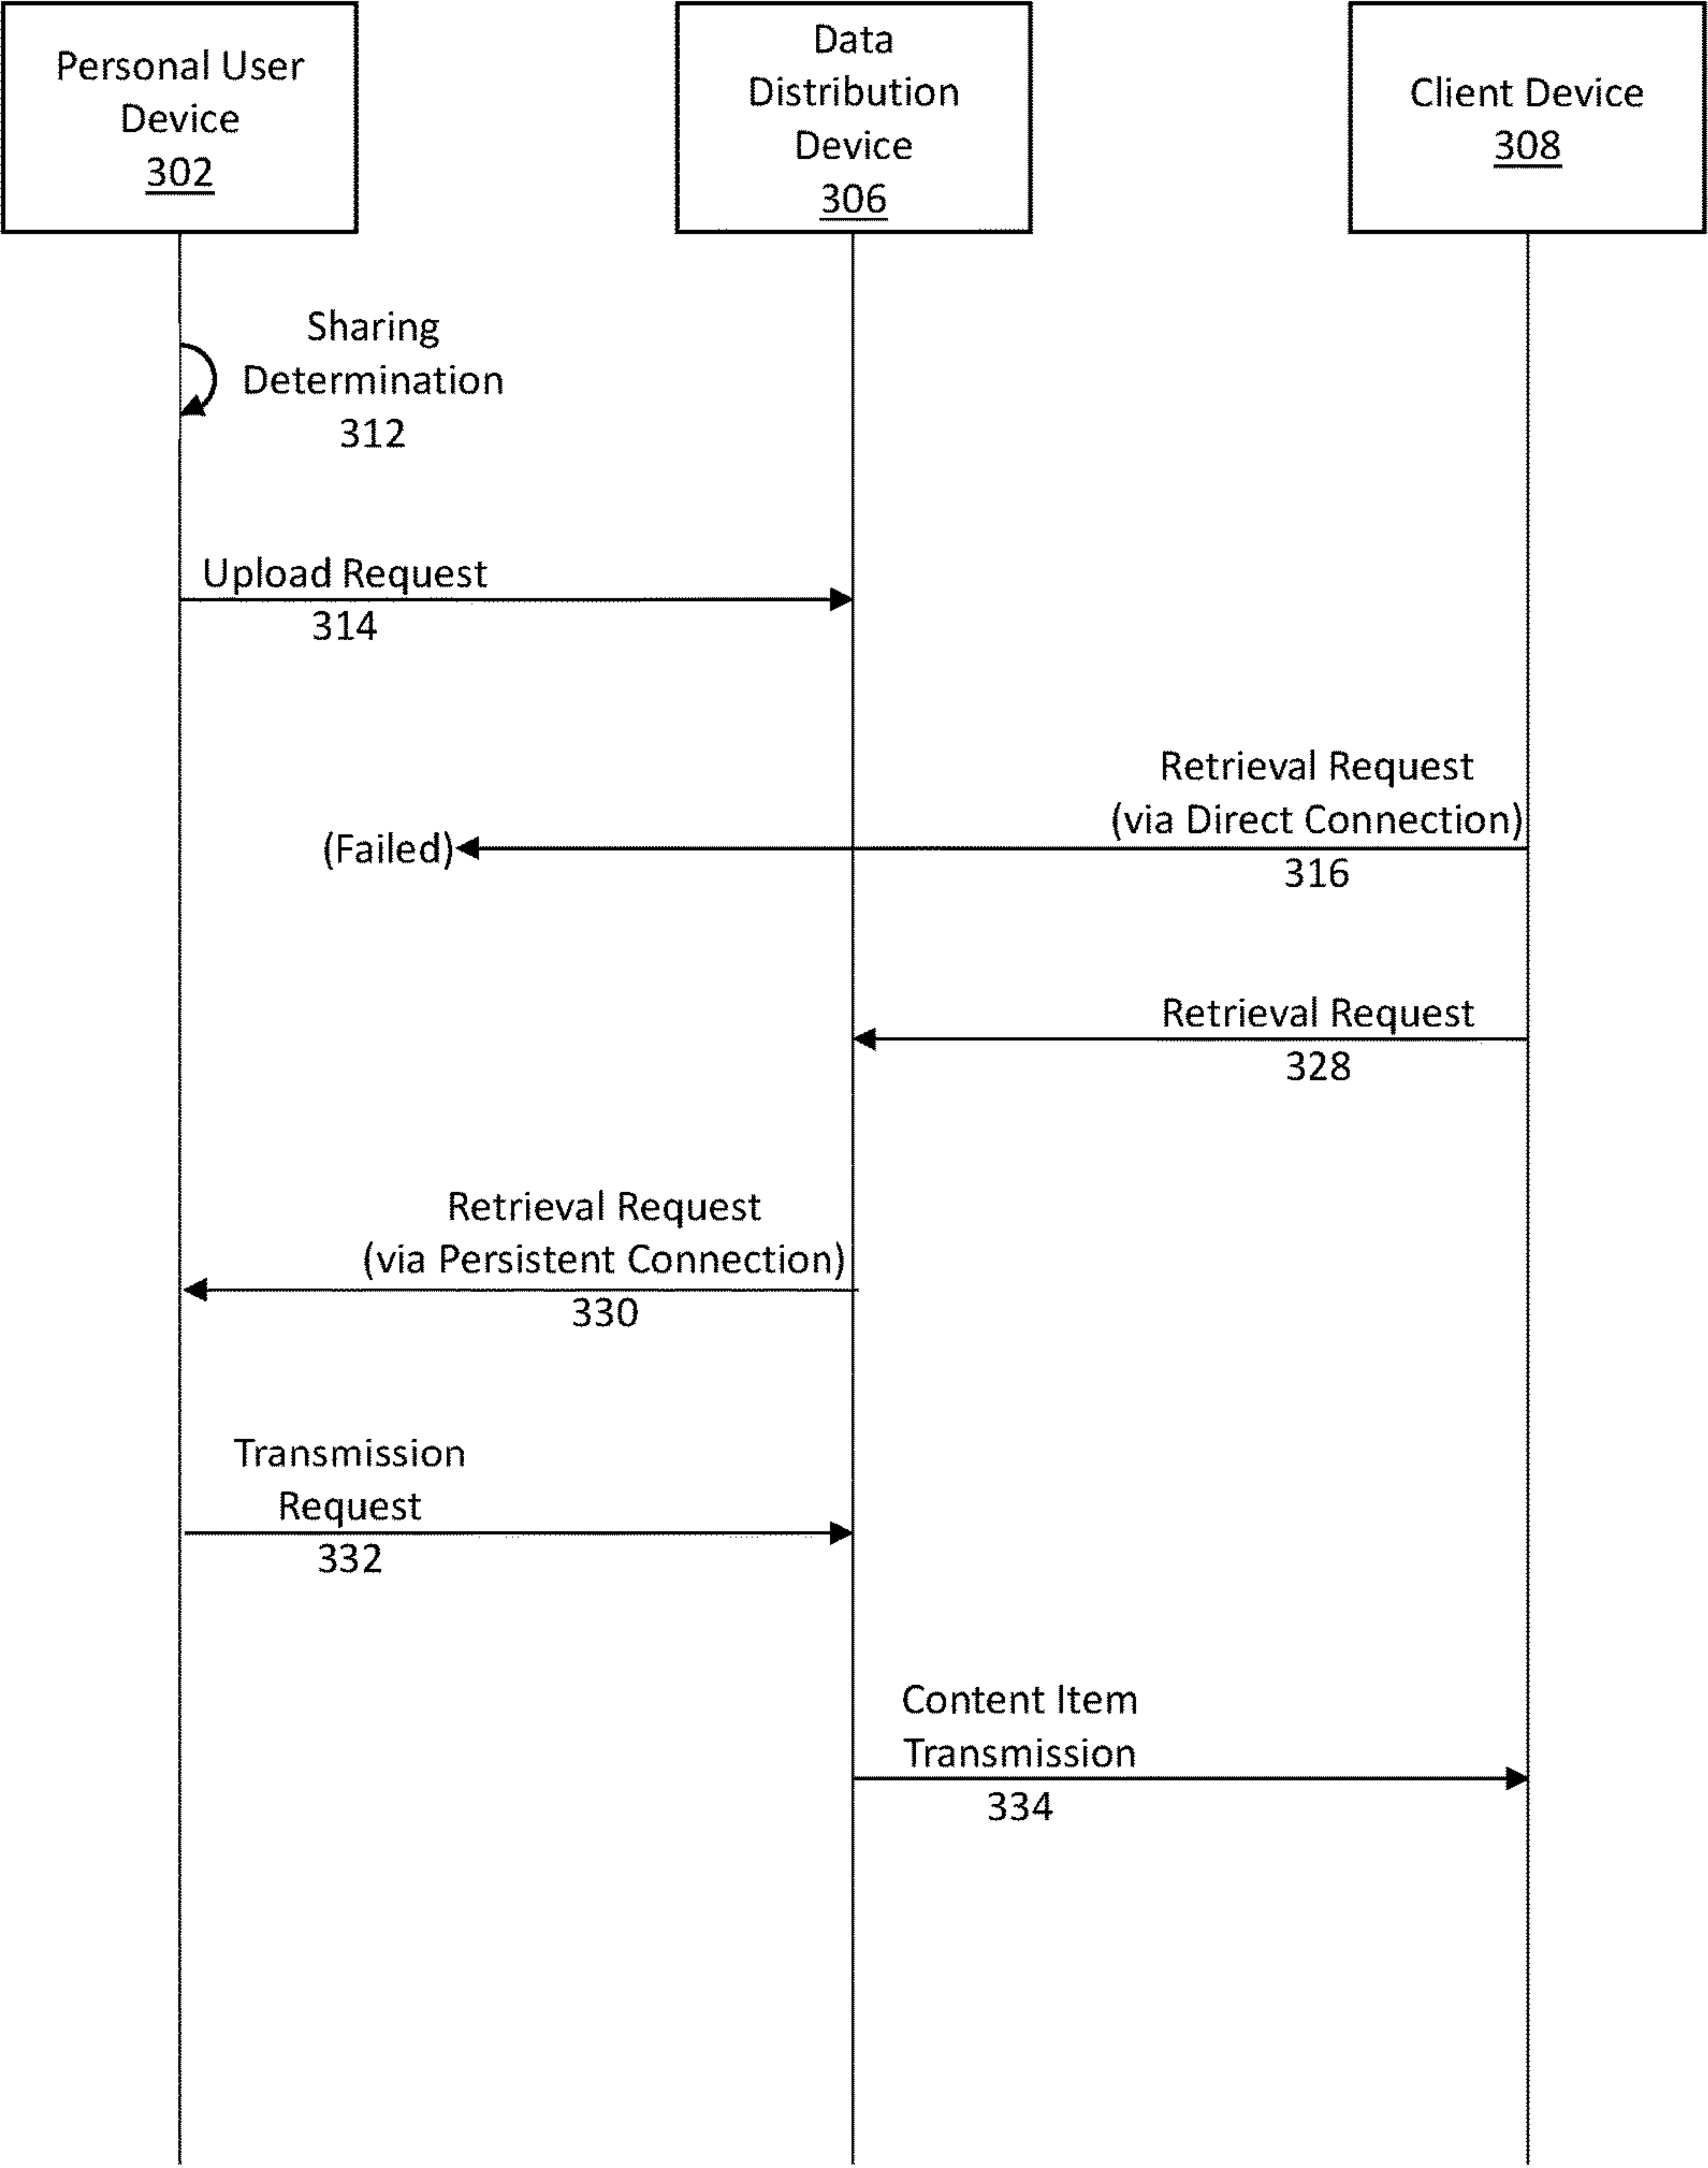 Personal User
Device
302
Data
Distribution
Device
306
Client Device
308
Sharing
Determination
312
Upload Request
314
Retrieval Request
(via Direct Connection)
(Failed)
316
Retrieval Request
328
Retrieval Request
(via Persistent Connection)
330
Transmission
Request
332
Content Item
Transmission
334